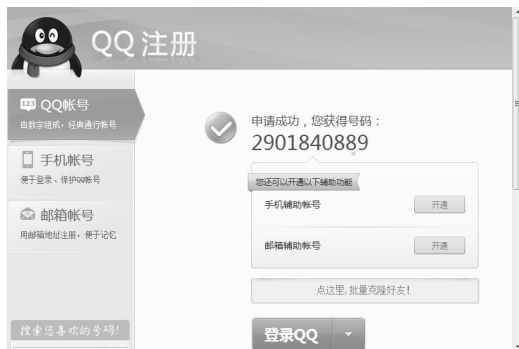 QQ注册
123 QQ帐号
由数字组成，经典通行帐号
手机帐号
便于登录、保护QQ帐号
邮箱帐号
用邮箱地址注册，便于记忆
搜索您喜欢的号码!
申请成功，您获得号码：
2901840889
您还可以开通以下辅助功能
手机辅助帐号
开通
邮箱辅助帐号
开通
点这里,批量克隆好友!
登录QQ